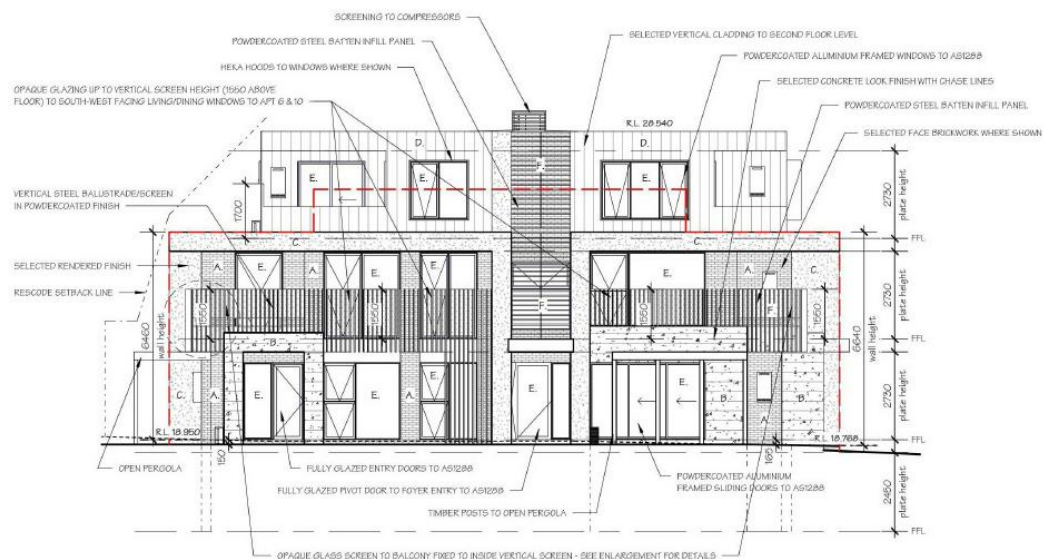 SCREENING TO COMPRESSORS
POWDERCOATED STEEL BATTEN INFILL PANEL
SELECTED VERTICAL CLADDING TO SECOND FLOOR LEVEL
HEKA HOODS TO WINDOWS WHERE SHOWN
POWDERCOATED ALUMINIUM FRAMED WINDOWS TO AS1288
SELECTED CONCRETE LOOK FINISH WITH CHASE LINES
OPAQUE GLAZING UP TO VERTICAL SCREEN HEIGHT (1550 ABOVE
FLOOR) TO SOUTH-WEST FACING LIVING/DINING WINDOWS TO APT 6 & 10
POWDERCOATED STEEL BATTEN INFILL PANEL
R.L. 28.540
SELECTED FACE BRICKWORK WHERE SHOWN
D.
D.
E.
E.
F.
E.
VERTICAL STEEL BALUSTRADE/SCREEN
IN POWDERCOATED FINISH
1700
2730
plate height
FFL
C.
C.
SELECTED RENDERED FINISH
A.
E.
A.
E.
E.
E.
A.
C.
RESCODE SETBACK LINE
1550
1550
F.
1550
F.
1550
2730
plate height
6460
wall height
6640
wall height
B.
FFL
FFL
E.
E.
A.
E.
E.
C.
A.
B.
B.
A.
2730
plate height
R.L. 18.950
R.L. 18.768
FFL
150
165
OPEN PERGOLA
FULLY GLAZED ENTRY DOORS TO AS1288
POWDERCOATED ALUMINIUM
FRAMED SLIDING DOORS TO AS1288
FULLY GLAZED PIVOT DOOR TO FOYER ENTRY TO AS1288
TIMBER POSTS TO OPEN PERGOLA
2450
plate height
FFL
OPAQUE GLASS SCREEN TO BALCONY FIXED TO INSIDE VERTICAL SCREEN - SEE ENLARGEMENT FOR DETAILS